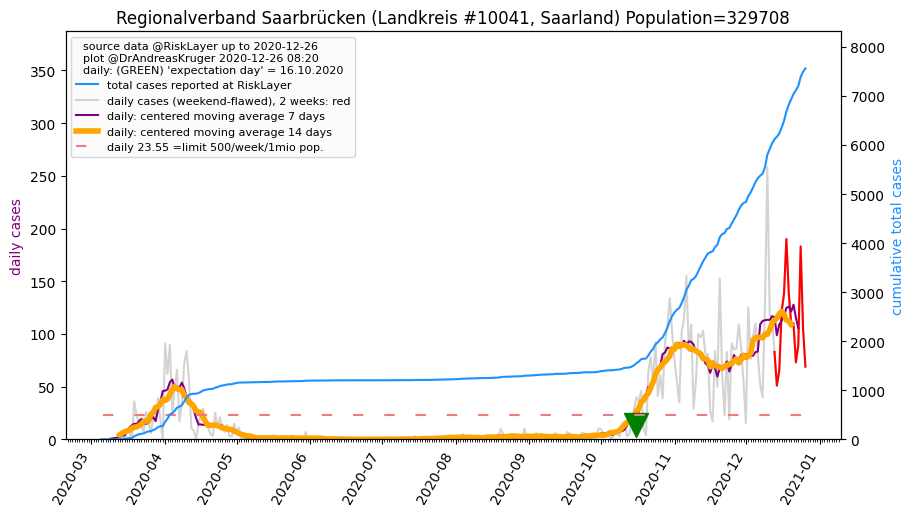 Regionalverband Saarbrücken (Landkreis #10041, Saarland) Population=329708
source data @RiskLayer up to 2020-12-26
plot @DrAndreasKruger 2020-12-26 08:20
daily: (GREEN) 'expectation day' = 16.10.2020
total cases reported at RiskLayer
daily cases (weekend-flawed), 2 weeks: red
daily: centered moving average 7 days
daily: centered moving average 14 days
daily 23.55 =limit 500/week/1mio pop.
daily cases
350
300
250
200
150
100
50
0
cumulative total cases
8000
7000
6000
5000
4000
3000
2000
1000
0
2020-03
2020-04
2020-05
2020-06
2020-07
2020-08
2020-09
2020-10
2020-11
2020-12
2021-01